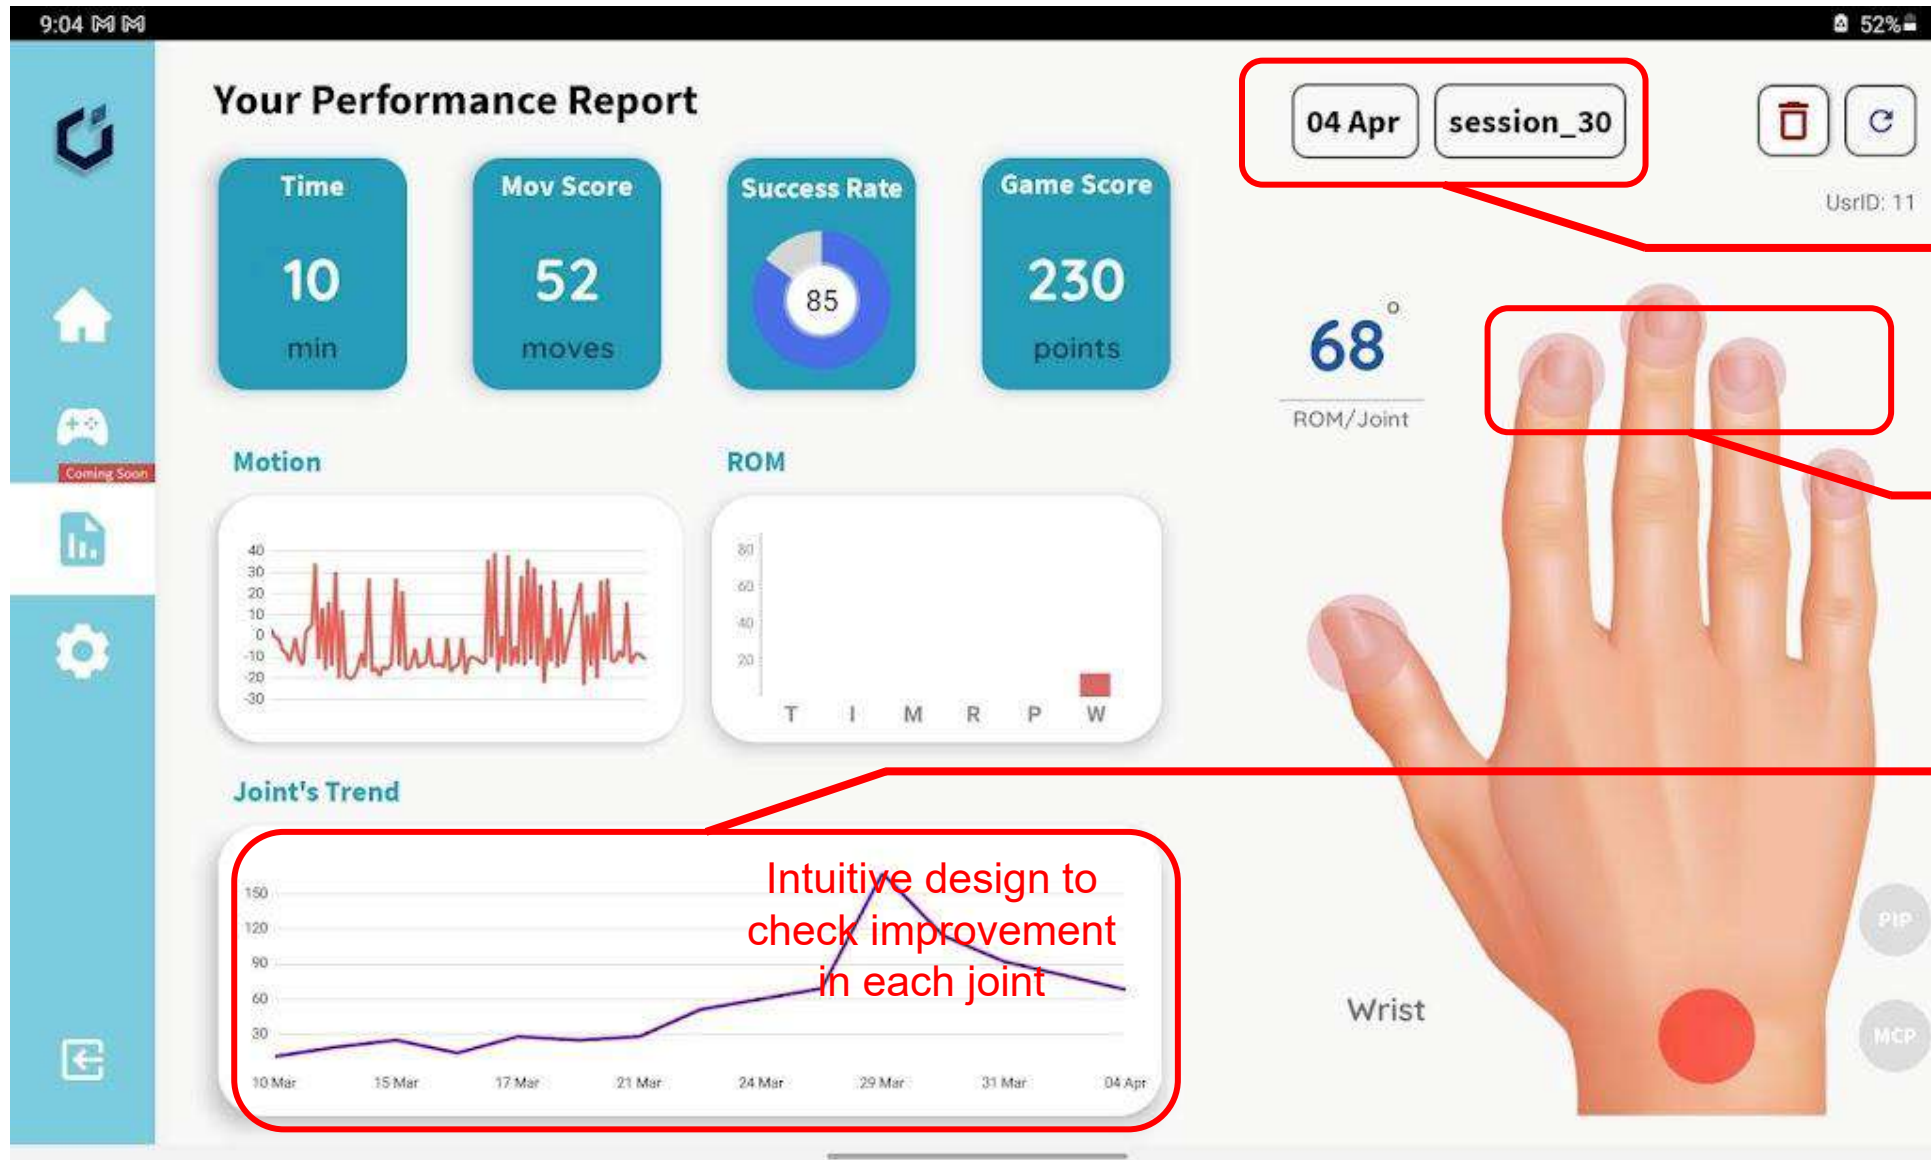 9:04
52%
Your Performance Report
04 Apr
session_30
UsrID: 11
Time
10
min
Mov Score
52
moves
Success Rate
85
Game Score
230
points
68°
ROM/Joint
Coming Soon
Motion
40
30
20
10
0
-10
-20
-30
ROM
80
60
40
20
T I M R P W
Joint's Trend
Intuitive design to
check improvement
in each joint
150
120
90
60
30
10 Mar 15 Mar 17 Mar 21 Mar 24 Mar 29 Mar 31 Mar 04 Apr
Wrist
PIP
MCP